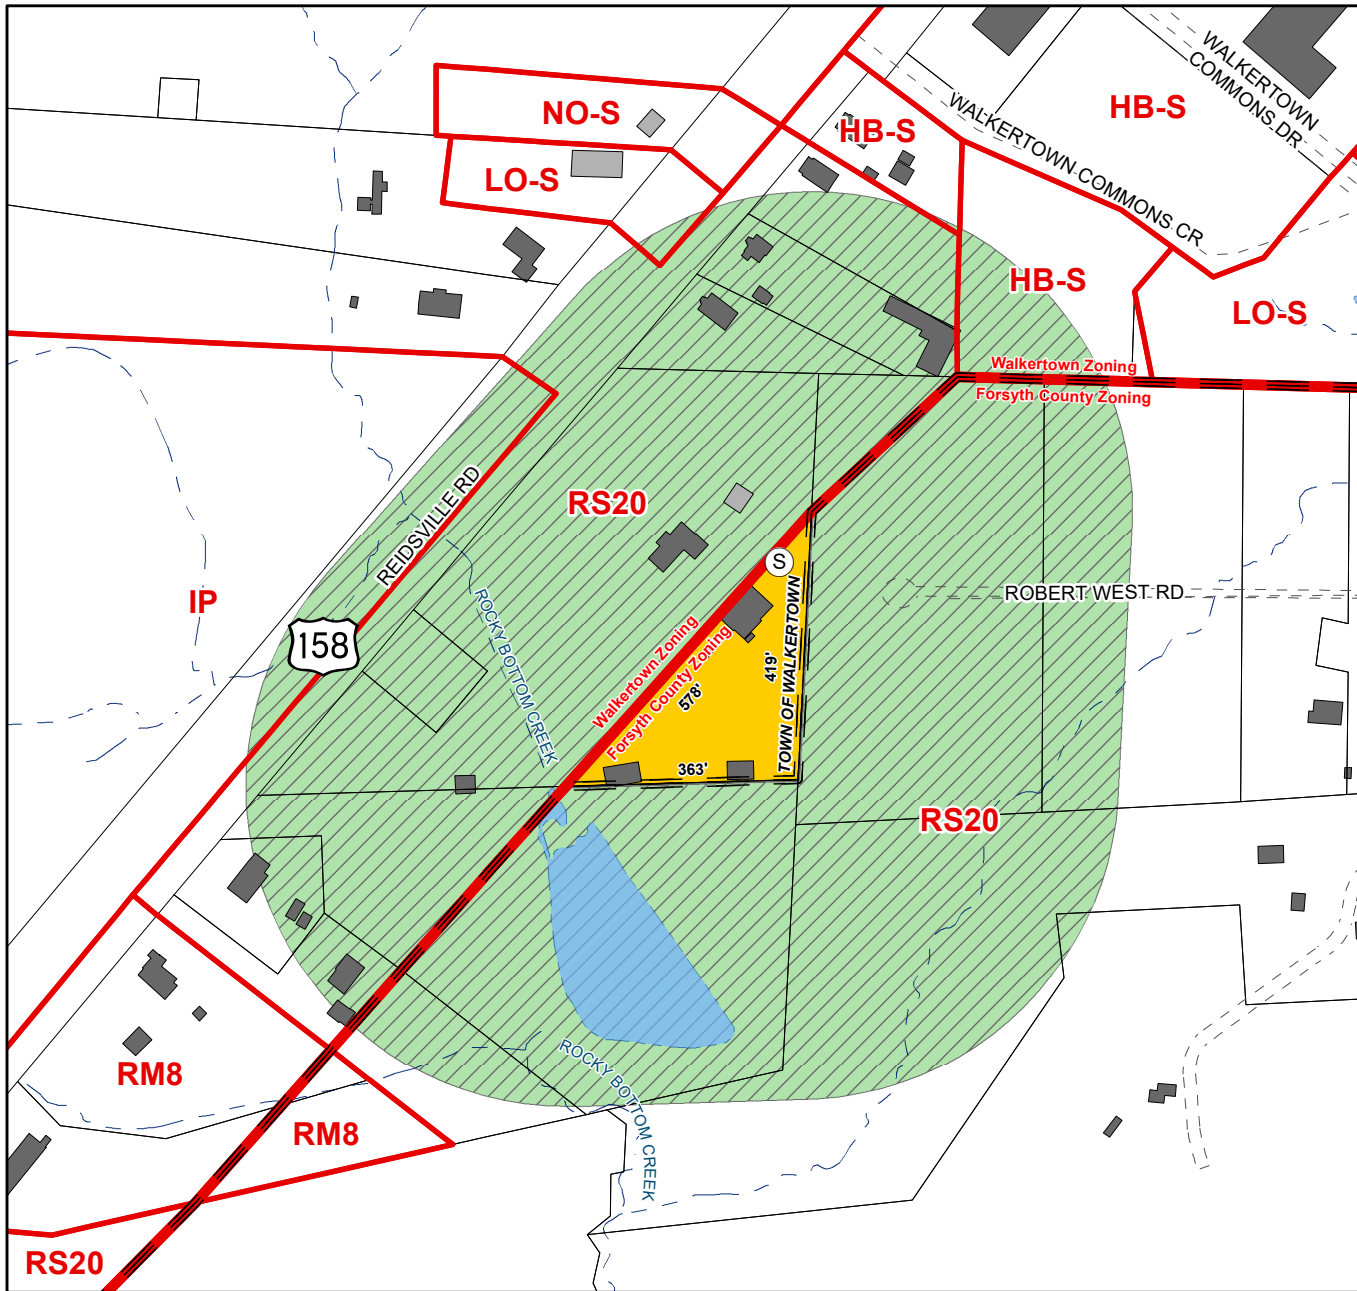 WALKERTOWN
COMMONS DR
HB-S
NO-S
HB-S
WALKERTOWN COMMONS CR
LO-S
HB-S
LO-S
Walkertown Zoning
Forsyth County Zoning
RS20
REIDSVILLE RD
S
IP
158
ROCKY BOTTOM CREEK
ROBERT WEST RD
Walkertown Zoning
Forsyth County Zoning
578'
419'
TOWN OF WALKERTOWN
363'
RS20
RM8
ROCKY BOTTOM CREEK
RM8
RS20